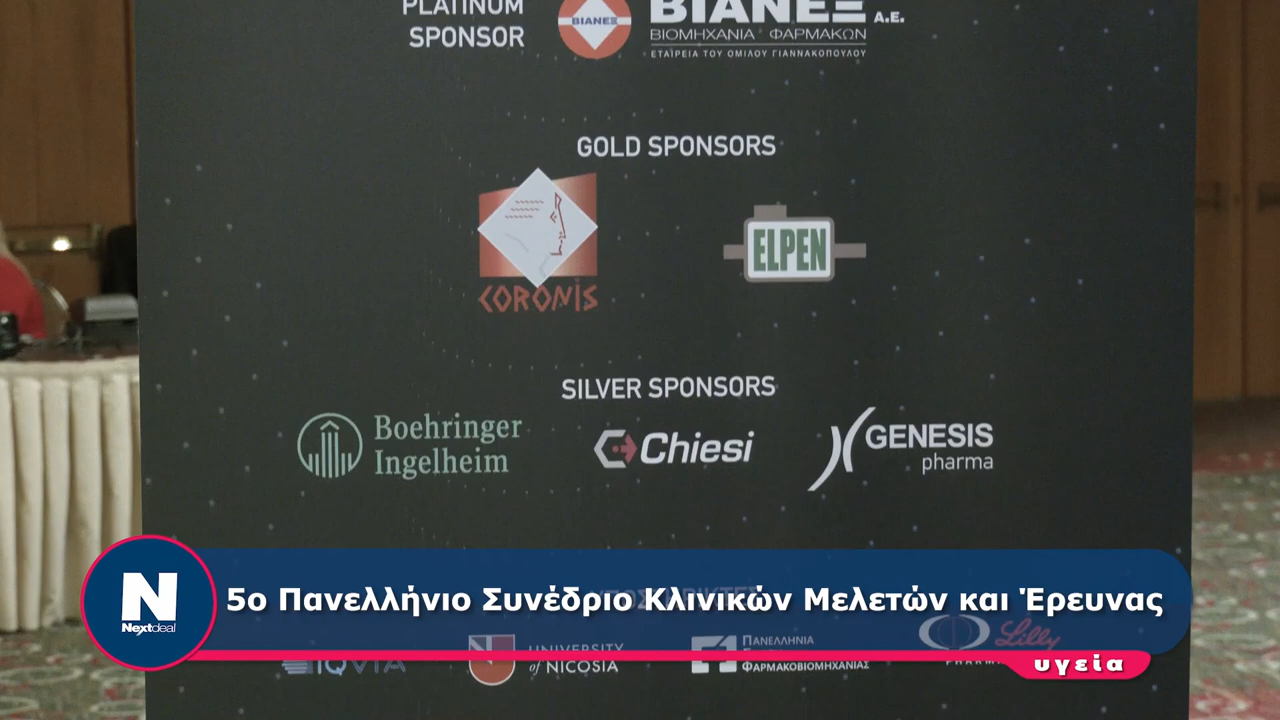 PLATINUM
SPONSOR
ΒΙΑΝΕΞ
ΒΙΑΝΕΞ Α.Ε.
ΒΙΟΜΗΧΑΝΙΑ ΦΑΡΜΑΚΩΝ
ΕΤΑΙΡΕΙΑ ΤΟΥ ΟΜΙΛΟΥ ΓΙΑΝΝΑΚΟΠΟΥΛΟΥ
GOLD SPONSORS
CORONIS
ELPEN
SILVER SPONSORS
Boehringer
Ingelheim
Chiesi
GENESIS
pharma
N
Nextdeal
5ο Πανελλήνιο Συνέδριο Κλινικών Μελετών και Έρευνας
IQVIA
UNIVERSITY
of NICOSIA
ΠΑΝΕΛΛΗΝΙΑ
ΦΑΡΜΑΚΟΒΙΟΜΗΧΑΝΙΑΣ
Lilly
υγεία